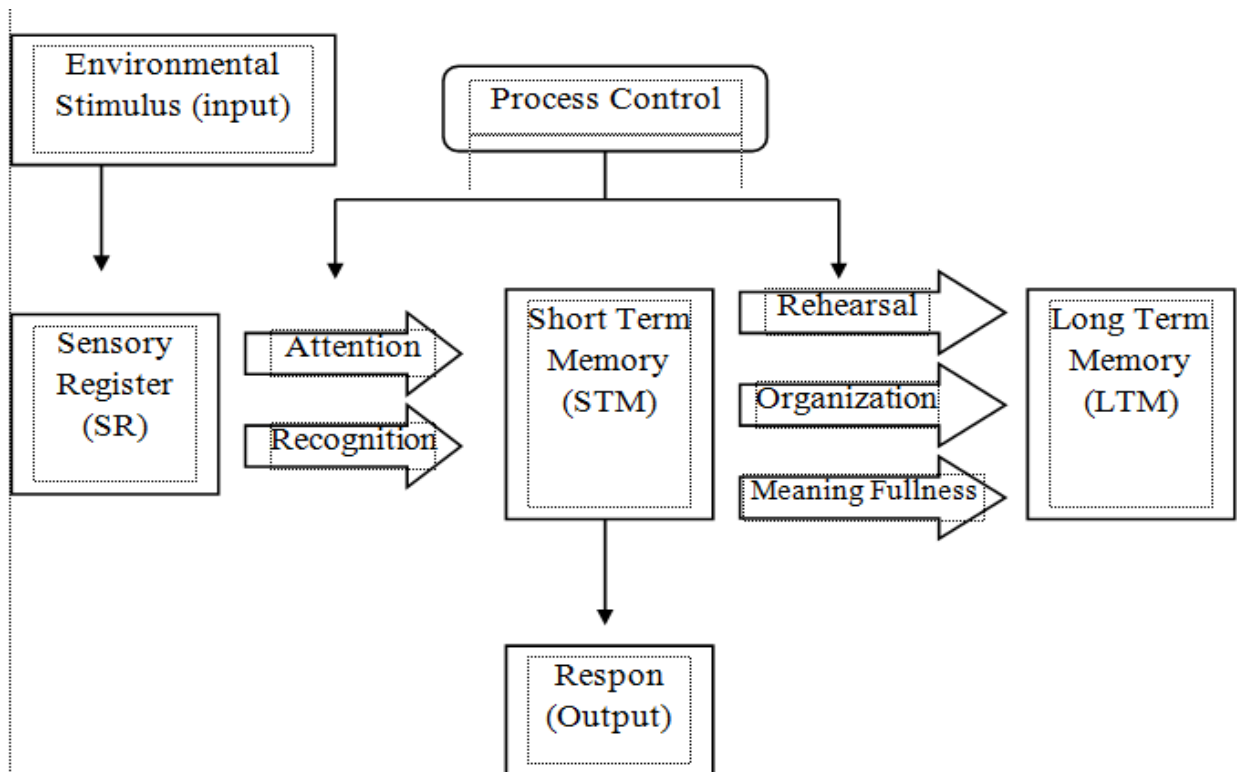 Environmental
Stimulus (input)
Process Control
Sensory
Register
(SR)
Attention
Recognition
Short Term
Memory
(STM)
Rehearsal
Organization
Meaning Fullness
Long Term
Memory
(LTM)
Respon
(Output)